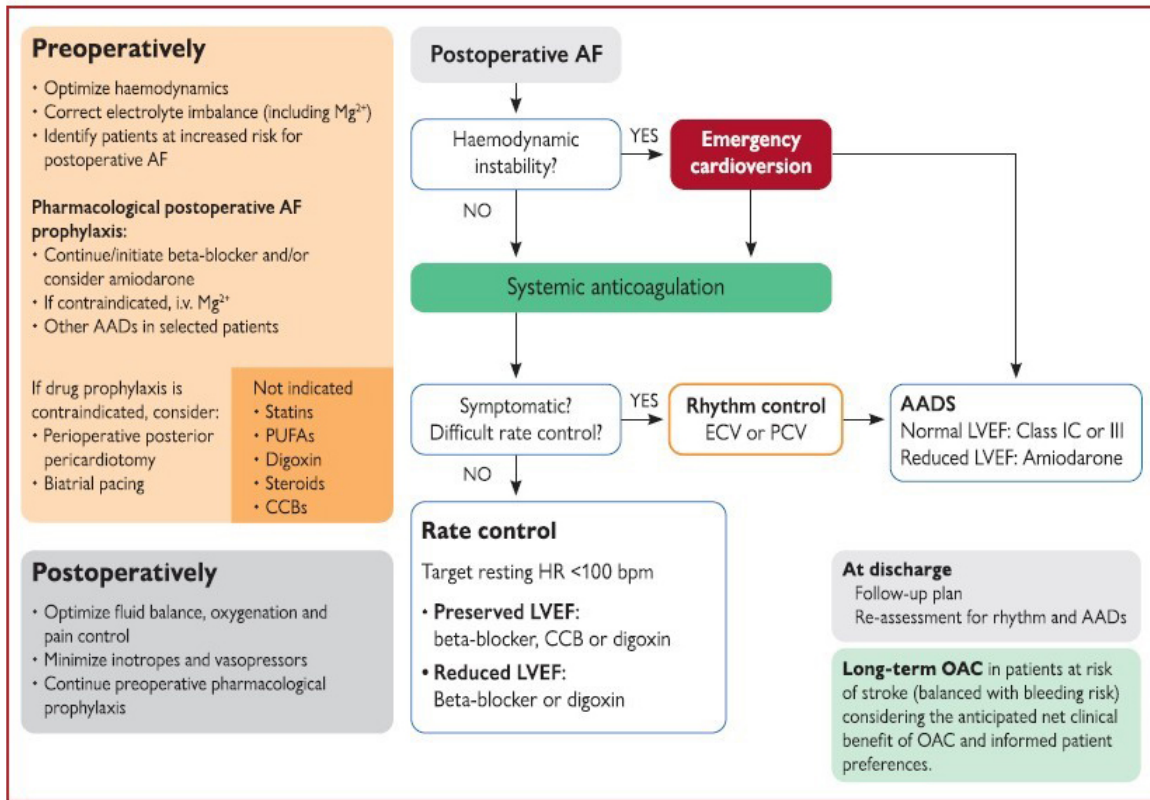 Preoperatively
• Optimize haemodynamics
• Correct electrolyte imbalance (including Mg²⁺)
• Identify patients at increased risk for
postoperative AF
Pharmacological postoperative AF
prophylaxis:
• Continue/initiate beta-blocker and/or
consider amiodarone
• If contraindicated, i.v. Mg²⁺
• Other AADs in selected patients
If drug prophylaxis is
contraindicated, consider:
• Perioperative posterior
pericardiotomy
• Biatrial pacing
Not indicated
• Statins
• PUFAs
• Digoxin
• Steroids
• CCBs
Postoperatively
• Optimize fluid balance, oxygenation and
pain control
• Minimize inotropes and vasopressors
• Continue preoperative pharmacological
prophylaxis
Postoperative AF
Haemodynamic
instability?
YES
Emergency
cardioversion
NO
Systemic anticoagulation
Symptomatic?
Difficult rate control?
YES
Rhythm control
ECV or PCV
AADS
Normal LVEF: Class IC or III
Reduced LVEF: Amiodarone
NO
Rate control
Target resting HR <100 bpm
• Preserved LVEF:
beta-blocker, CCB or digoxin
• Reduced LVEF:
Beta-blocker or digoxin
At discharge
Follow-up plan
Re-assessment for rhythm and AADs
Long-term OAC in patients at risk
of stroke (balanced with bleeding risk)
considering the anticipated net clinical
benefit of OAC and informed patient
preferences.